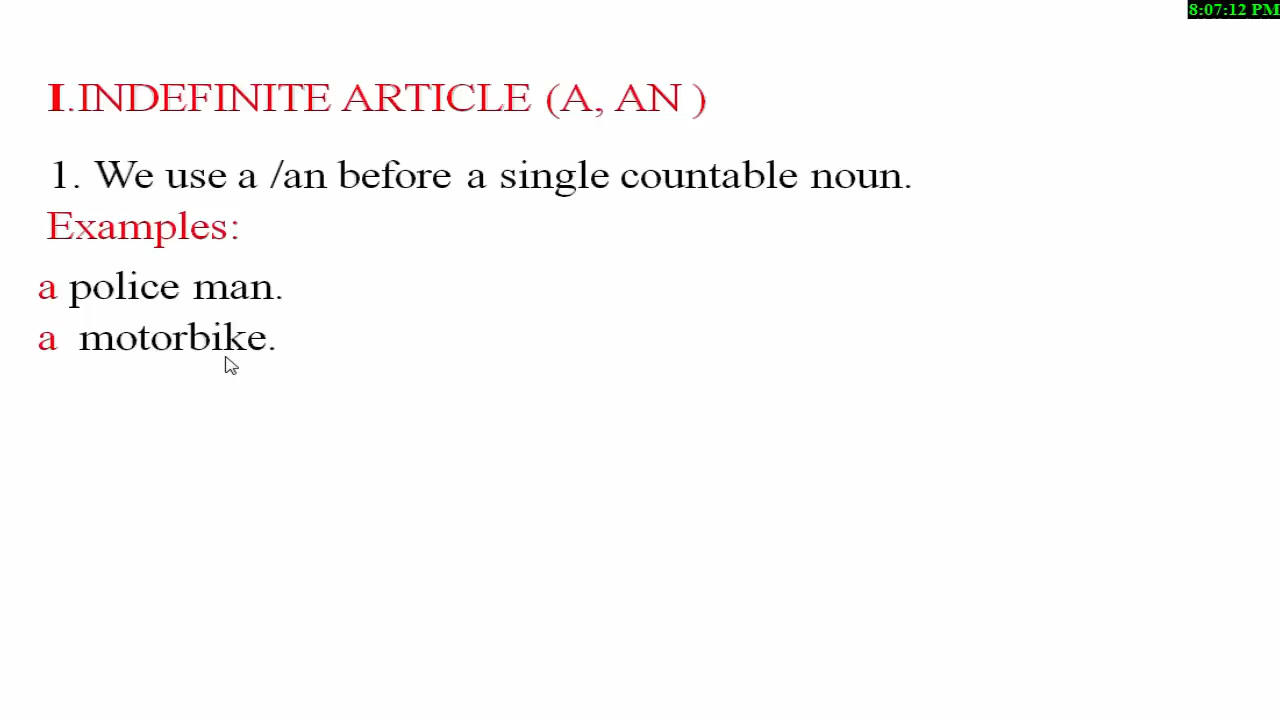 8:07:12 PM
I.INDEFINITE ARTICLE (A, AN )
1. We use a /an before a single countable noun.
Examples:
a police man.
a motorbike.